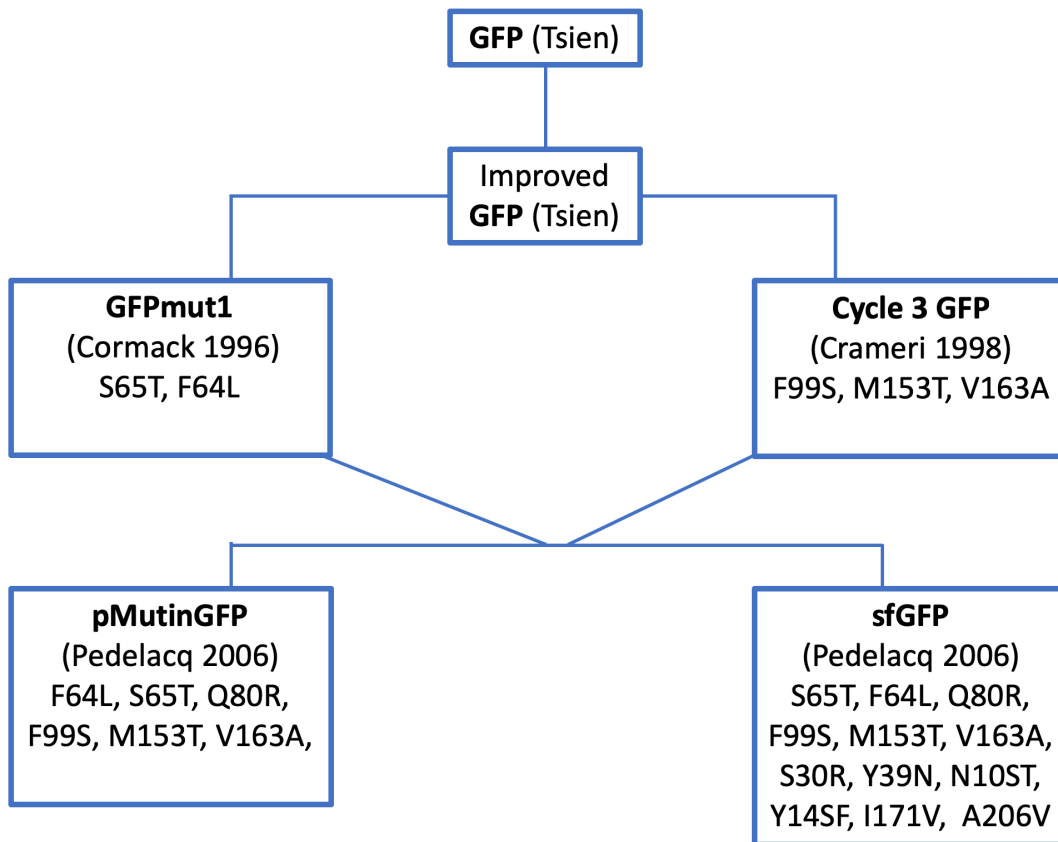 GFP (Tsien)
Improved
GFP (Tsien)
GFPmut1
(Cormack 1996)
S65T, F64L
Cycle 3 GFP
(Crameri 1998)
F99S, M153T, V163A
pMutinGFP
(Pedelacq 2006)
F64L, S65T, Q80R,
F99S, M153T, V163A,
sfGFP
(Pedelacq 2006)
S65T, F64L, Q80R,
F99S, M153T, V163A,
S30R, Y39N, N10ST,
Y14SF, I171V, A206V